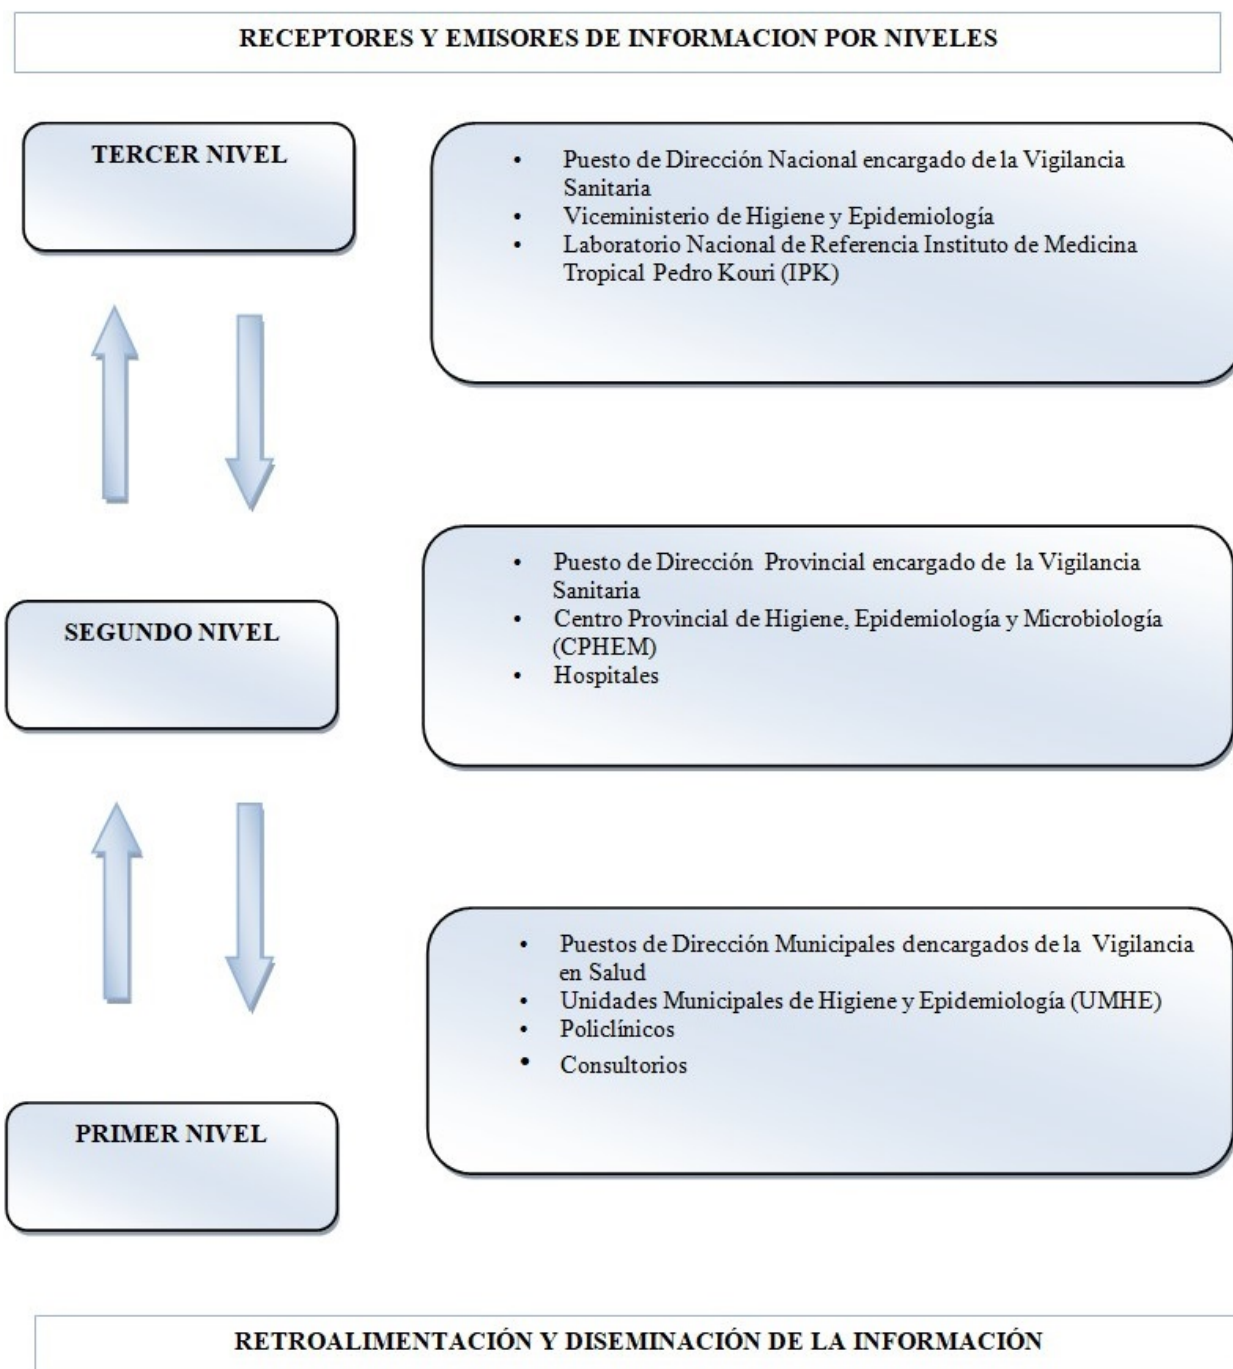 RECEPTORES Y EMISORES DE INFORMACION POR NIVELES
TERCER NIVEL
• Puesto de Dirección Nacional encargado de la Vigilancia
Sanitaria
• Viceministerio de Higiene y Epidemiología
• Laboratorio Nacional de Referencia Instituto de Medicina
Tropical Pedro Kouri (IPK)
SEGUNDO NIVEL
• Puesto de Dirección Provincial encargado de la Vigilancia
Sanitaria
• Centro Provincial de Higiene, Epidemiología y Microbiología
(CPHEM)
• Hospitales
PRIMER NIVEL
• Puestos de Dirección Municipales dencargados de la Vigilancia
en Salud
• Unidades Municipales de Higiene y Epidemiología (UMHE)
• Policlínicos
• Consultorios
RETROALIMENTACIÓN Y DISEMINACIÓN DE LA INFORMACIÓN